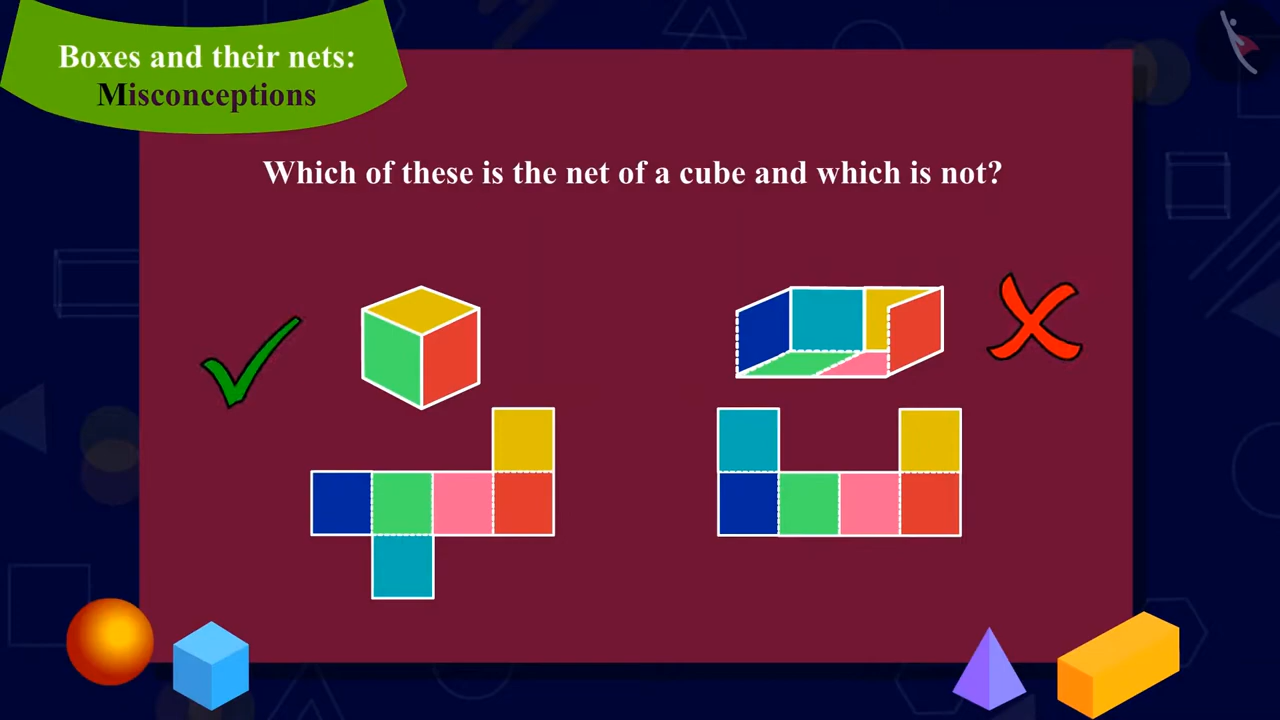 Boxes and their nets:
Misconceptions
Which of these is the net of a cube and which is not?